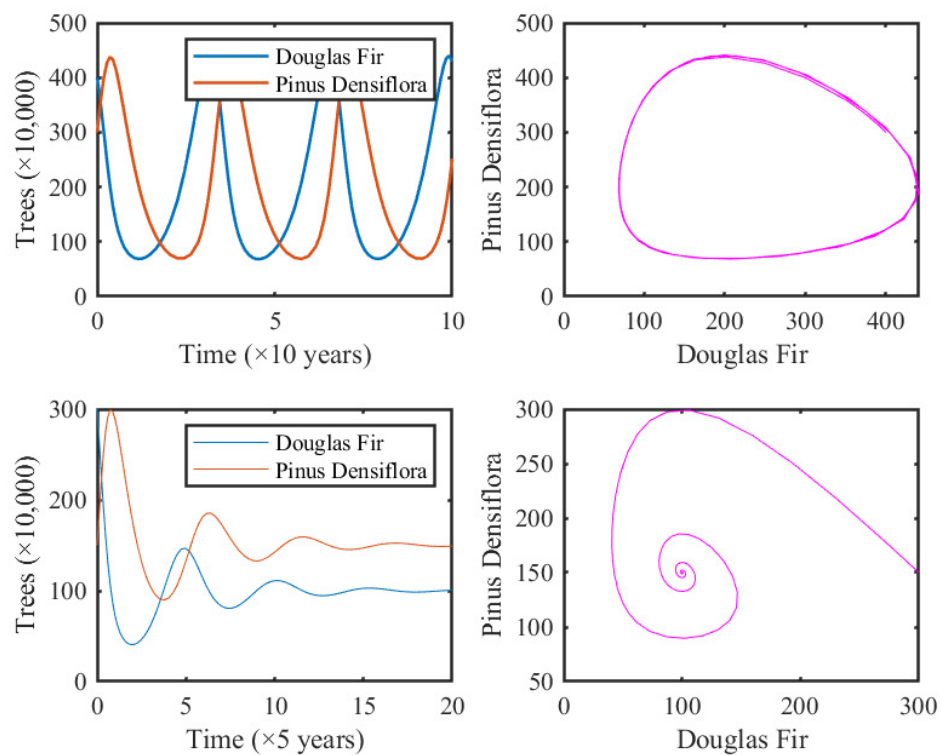 500
400
300
200
100
0
Trees (×10,000)
Douglas Fir
Pinus Densiflora
0 5 10
Time (×10 years)
500
400
300
200
100
0
Pinus Densiflora
0 100 200 300 400
Douglas Fir
300
200
100
0
Trees (×10,000)
Douglas Fir
Pinus Densiflora
0 5 10 15 20
Time (×5 years)
300
250
200
150
100
50
Pinus Densiflora
0 100 200 300
Douglas Fir